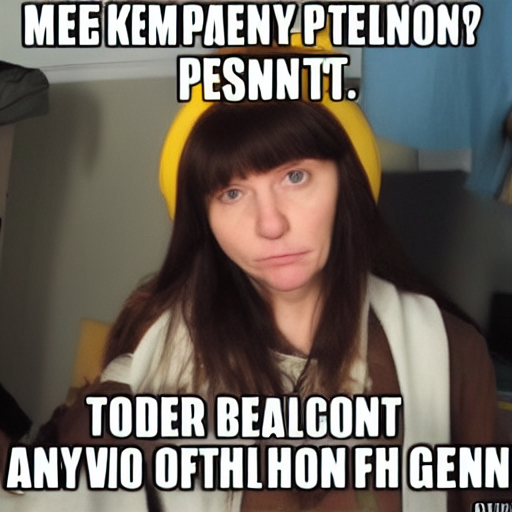 MEE KEMPAENY PTELNON?
PESNNTT.
TODER BEALCONT
ANYVIO OFTHLHON FH GENN